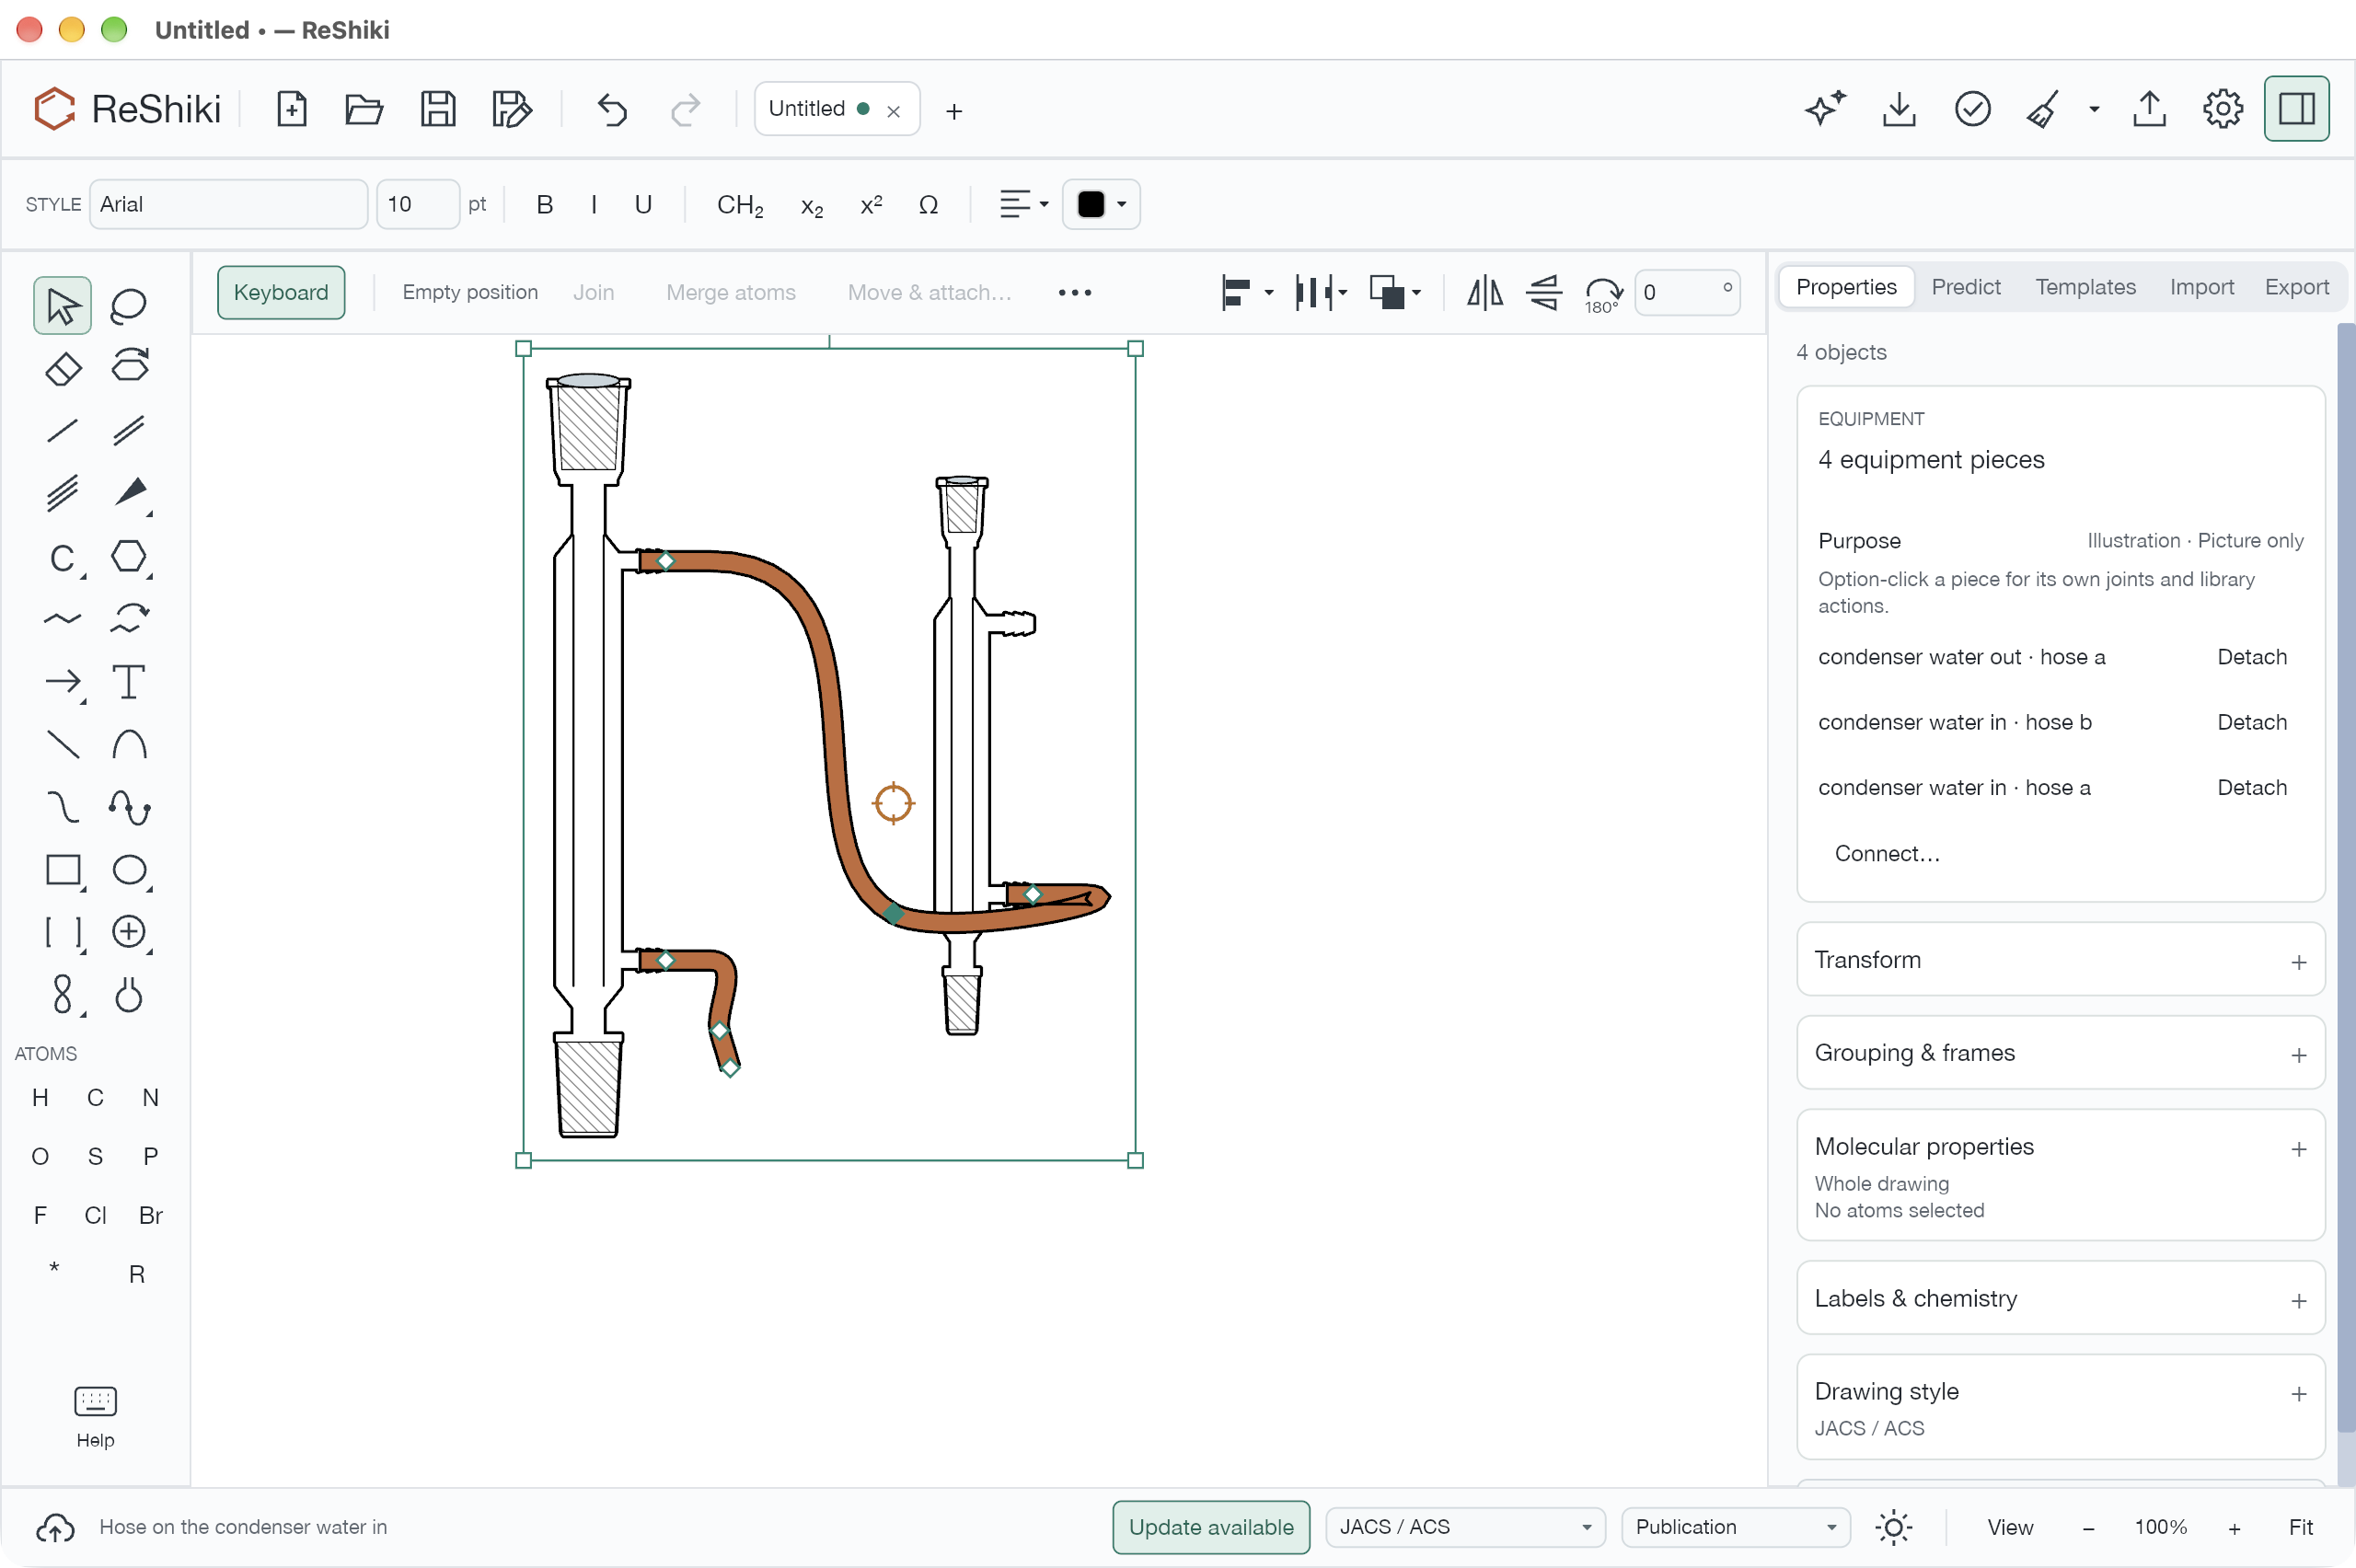 Untitled • — ReShiki
ReShiki
Untitled
STYLE Arial 10 pt B I U CH₂ x₂ x² Ω
Keyboard Empty position Join Merge atoms Move & attach... 180° 0 °
Properties Predict Templates Import Export
4 objects
EQUIPMENT
4 equipment pieces
Purpose Illustration · Picture only
Option-click a piece for its own joints and library
actions.
condenser water out · hose a Detach
condenser water in · hose b Detach
condenser water in · hose a Detach
Connect...
Transform +
Grouping & frames +
Molecular properties +
Whole drawing
No atoms selected
Labels & chemistry +
Drawing style +
JACS / ACS
C
T
[ ]
ATOMS
H C N
O S P
F Cl Br
* R
Help
Hose on the condenser water in
Update available JACS / ACS Publication View − 100% + Fit